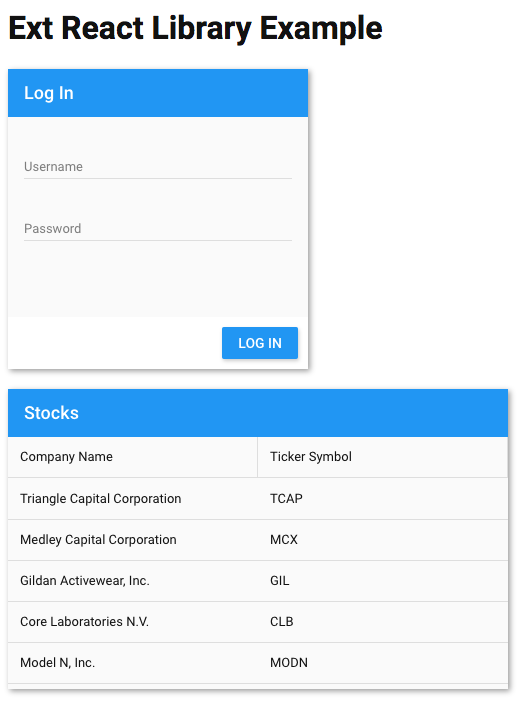 Ext React Library Example
Log In
Username
Password
LOG IN
Stocks
Company Name Ticker Symbol
Triangle Capital Corporation TCAP
Medley Capital Corporation MCX
Gildan Activewear, Inc. GIL
Core Laboratories N.V. CLB
Model N, Inc. MODN